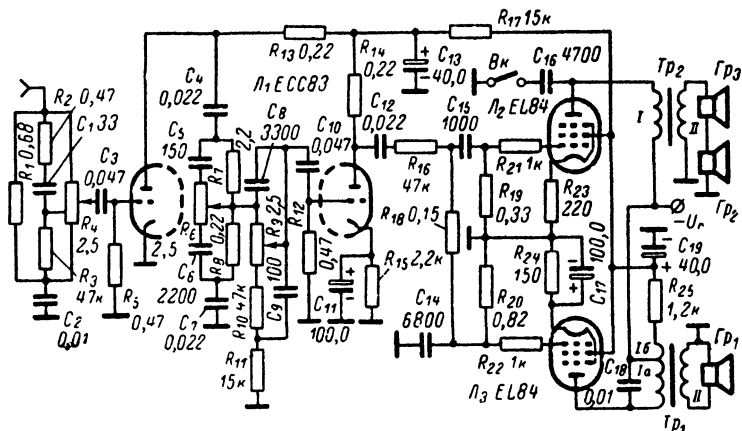 R17 15к
R13 0,22
R14 0,22
C13 40,0
Вк
C16 4700
Тр2
Гр3
C4 0,022
Л1 ECC83
C12 0,022
C15 1000
Л2 EL84
I
II
R2 0,47
R1 0,68
C1 33
C5 150
R7 2,2
C8 3300
C10 0,047
C3 0,047
R16 47к
R21 1к
R19 0,33
R23 220
Гр2
R4 2,5
2,5
R6
R9 2,5
R12 0,47
R18 0,15
100,0
-Uг
R3 47к
R5 0,47
C6 2200
R8 0,22
100
C9
R15 2,2к
R24 150
C17
C19 40,0
C2 0,01
C7 0,022
R10 47к
C11 100,0
C14 6800
R20 0,82
R25 1,2к
Гр1
R11 15к
R22 1к
Л3 EL84
C18 0,01
Iб
Iа
II
Тр1